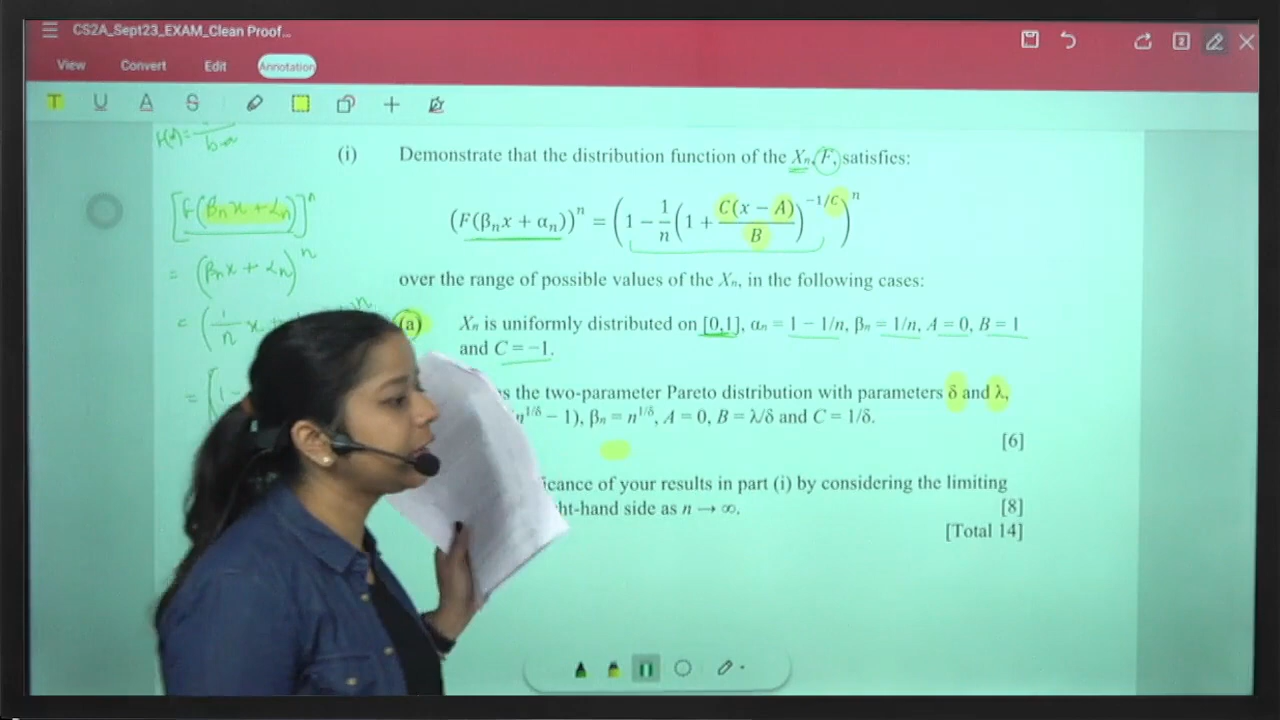 CS2A_Sept23_EXAM_Clean Proof...
View Convert Edit Annotation
(i) Demonstrate that the distribution function of the Xₙ, F, satisfies:
[F(βₙx + αₙ)]ⁿ
(F(βₙx + αₙ))ⁿ = (1 − 1/n (1 + C(x − A)/B)^−1/C)ⁿ
= (βₙx + αₙ)ⁿ
over the range of possible values of the Xₙ, in the following cases:
(a) Xₙ is uniformly distributed on [0,1], αₙ = 1 − 1/n, βₙ = 1/n, A = 0, B = 1
= (1/n x
and C = −1.
= (1-
s the two-parameter Pareto distribution with parameters δ and λ,
n^1/δ − 1), βₙ = n^1/δ, A = 0, B = λ/δ and C = 1/δ.
[6]
icance of your results in part (i) by considering the limiting
ht-hand side as n → ∞. [8]
[Total 14]